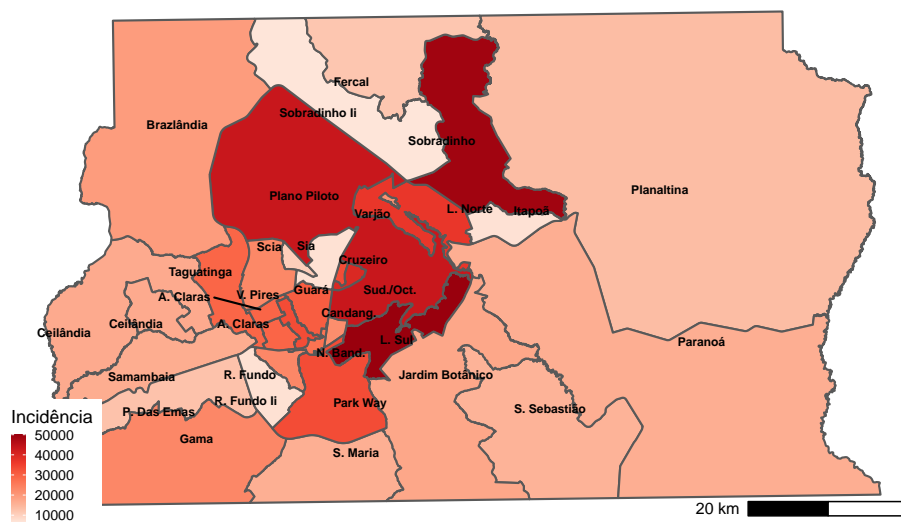 Fercal
Sobradinho Ii
Brazlândia
Sobradinho
Planaltina
Plano Piloto
L. Norte
Itapoã
Varjão
Scia
Sia
Cruzeiro
Taguatinga
A. Claras
V. Pires
Guará
Sud./Oct.
Candang.
Ceilândia
Ceilândia
A. Claras
L. Sul
Paranoá
N. Band.
Samambaia
R. Fundo
Jardim Botânico
R. Fundo Ii
Park Way
P. Das Emas
S. Sebastião
Gama
S. Maria
Incidência
50000
40000
30000
20000
10000
20 km